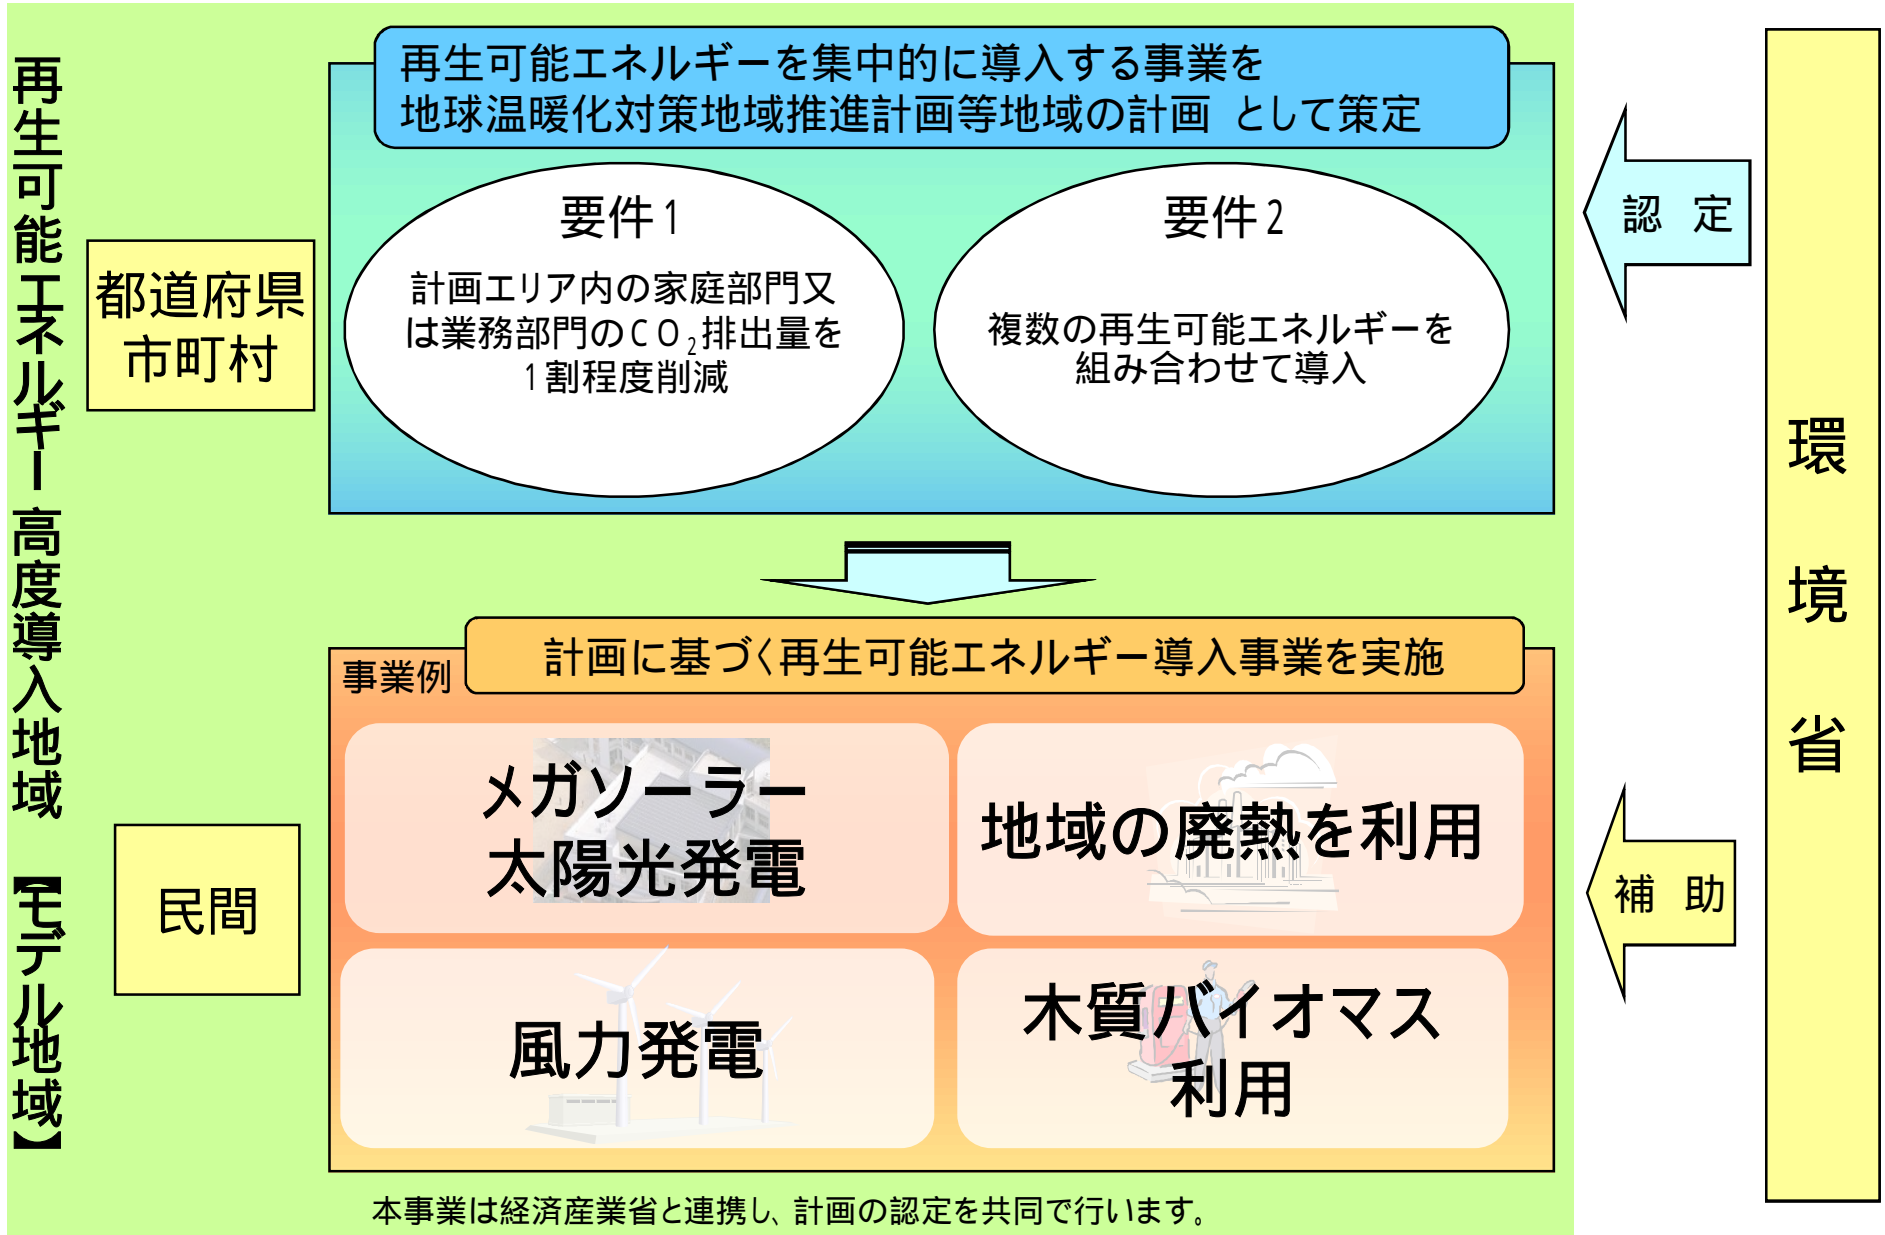 再生可能エネルギー高度導入地域 【モデル地域】
再生可能エネルギーを集中的に導入する事業を
地球温暖化対策地域推進計画等地域の計画 として策定
都道府県
市町村
要件1
計画エリア内の家庭部門又
は業務部門のCO₂排出量を
1割程度削減
要件2
複数の再生可能エネルギーを
組み合わせて導入
認 定
環境省
計画に基づく再生可能エネルギー導入事業を実施
事業例
民間
メガソーラー
太陽光発電
地域の廃熱を利用
風力発電
木質バイオマス
利用
補 助
本事業は経済産業省と連携し、計画の認定を共同で行います。